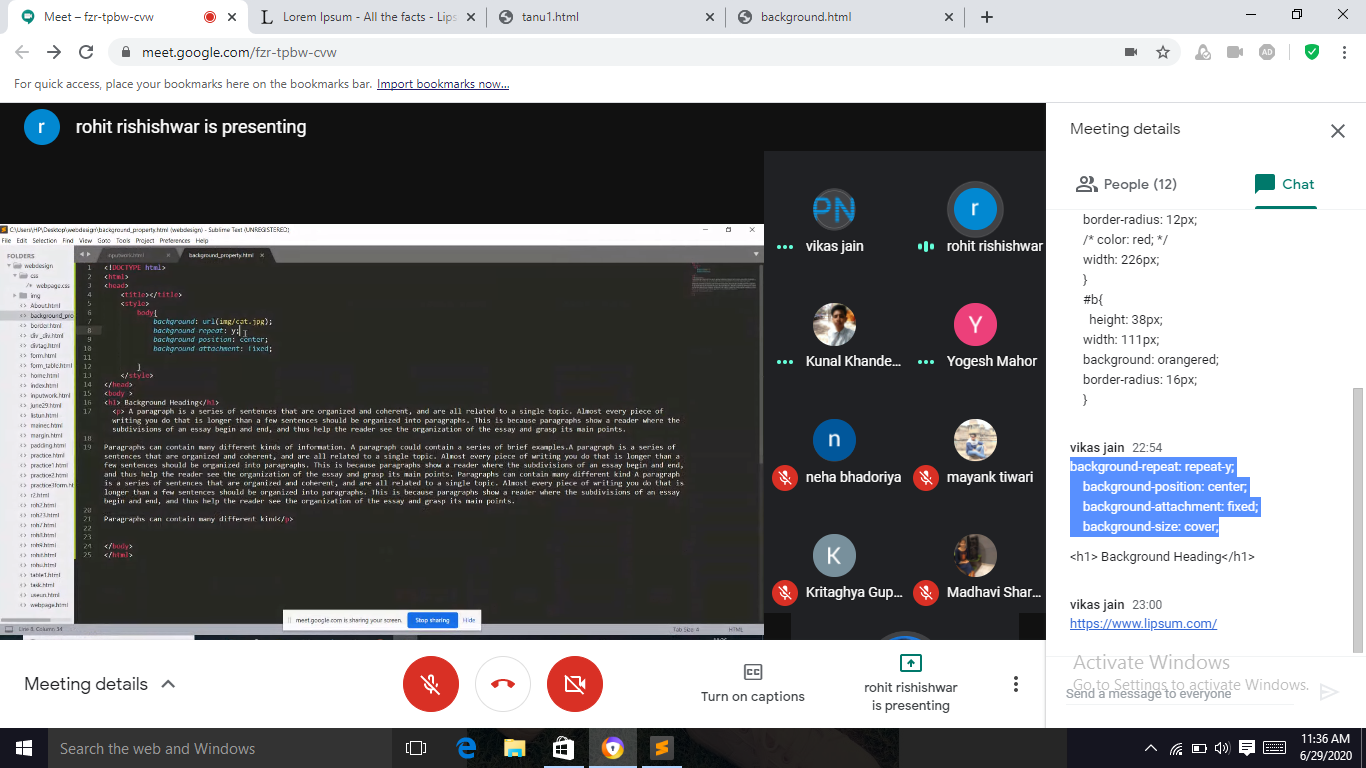 Meet – fzr-tpbw-cvw
Lorem Ipsum - All the facts - Lips
tanu1.html
background.html
meet.google.com/fzr-tpbw-cvw
AD
For quick access, place your bookmarks here on the bookmarks bar. Import bookmarks now...
r
rohit rishishwar is presenting
C:\Users\HP\Desktop\webdesign\background_property.html (webdesign) - Sublime Text (UNREGISTERED)
File Edit Selection Find View Goto Tools Project Preferences Help
FOLDERS
webdesign
css
webpage.css
img
About.html
background_pro
border.html
div _div.html
divtag.html
form.html
form_table.html
home.html
index.html
inputwork.html
june29.html
listun.html
mainec.html
margin.html
padding.html
practice.html
practice1.html
practice2.html
practice3form.ht
r2.html
roh2.html
roh23.html
roh7.html
roh8.html
roh9.html
rohit.html
rohu.html
table1.html
task.html
useun.html
webpage.html
inputwork.html
background_property.html
1 <!DOCTYPE html>
2 <html>
3 <head>
4 <title></title>
5 <style>
6 body{
7 background: url(img/cat.jpg);
8 background-repeat: y;
9 background-position: center;
10 background-attachment: fixed;
11
12 }
13 </style>
14 </head>
15 <body >
16 <h1> Background Heading</h1>
17 <p> A paragraph is a series of sentences that are organized and coherent, and are all related to a single topic. Almost every piece of
writing you do that is longer than a few sentences should be organized into paragraphs. This is because paragraphs show a reader where the
subdivisions of an essay begin and end, and thus help the reader see the organization of the essay and grasp its main points.
18
19 Paragraphs can contain many different kinds of information. A paragraph could contain a series of brief examples.A paragraph is a series of
sentences that are organized and coherent, and are all related to a single topic. Almost every piece of writing you do that is longer than a
few sentences should be organized into paragraphs. This is because paragraphs show a reader where the subdivisions of an essay begin and end,
and thus help the reader see the organization of the essay and grasp its main points. Paragraphs can contain many different kind A paragraph
is a series of sentences that are organized and coherent, and are all related to a single topic. Almost every piece of writing you do that is
longer than a few sentences should be organized into paragraphs. This is because paragraphs show a reader where the subdivisions of an essay
begin and end, and thus help the reader see the organization of the essay and grasp its main points.
20
21 Paragraphs can contain many different kind</p>
22
23
24 </body>
25 </html>
meet.google.com is sharing your screen.
Stop sharing
Hide
Line 8, Column 34
Tab Size: 4
HTML
PN
vikas jain
r
rohit rishishwar
Kunal Khande...
Y
Yogesh Mahor
n
neha bhadoriya
mayank tiwari
K
Kritaghya Gup...
Madhavi Shar...
Meeting details
People (12)
Chat
border-radius: 12px;
/* color: red; */
width: 226px;
}
#b{
height: 38px;
width: 111px;
background: orangered;
border-radius: 16px;
}
vikas jain 22:54
background-repeat: repeat-y;
background-position: center;
background-attachment: fixed;
background-size: cover;
<h1> Background Heading</h1>
vikas jain 23:00
https://www.lipsum.com/
Activate Windows
Go to Settings to activate Windows.
Send a message to everyone
Meeting details
CC
Turn on captions
rohit rishishwar
is presenting
Search the web and Windows
11:36 AM
6/29/2020